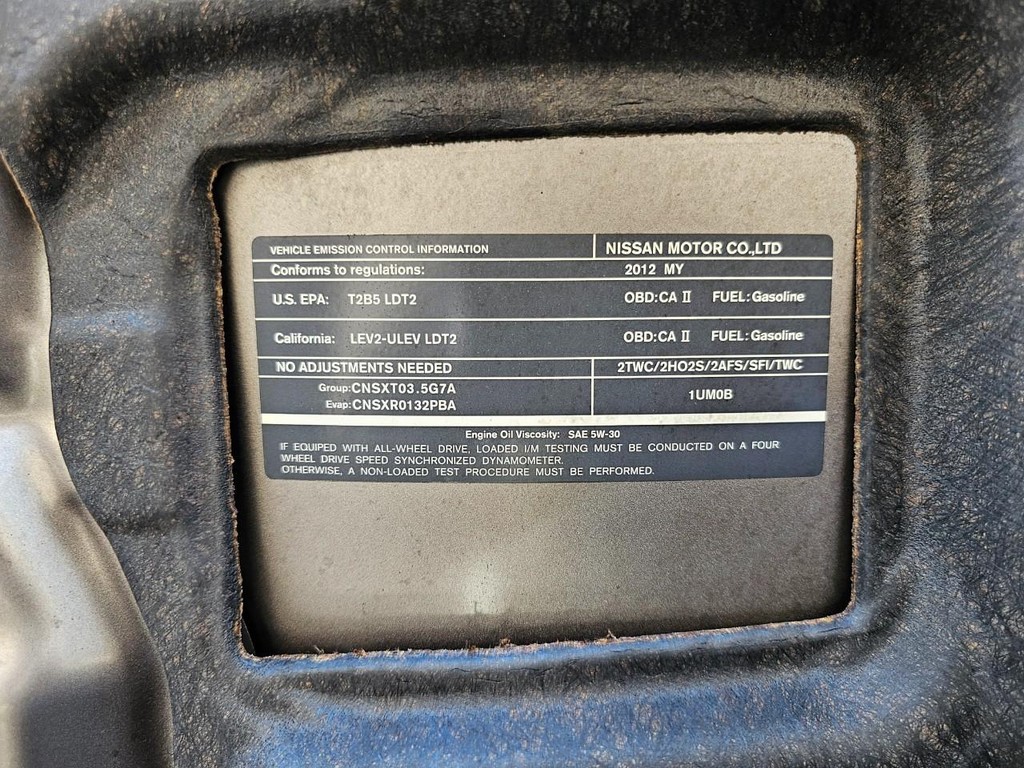 VEHICLE EMISSION CONTROL INFORMATION NISSAN MOTOR CO.,LTD
Conforms to regulations: 2012 MY
U.S. EPA: T2B5 LDT2 OBD:CA II FUEL:Gasoline
California: LEV2-ULEV LDT2 OBD:CA II FUEL:Gasoline
NO ADJUSTMENTS NEEDED 2TWC/2HO2S/2AFS/SFI/TWC
Group:CNSXT03.5G7A
Evap:CNSXR0132PBA
1UM0B
Engine Oil Viscosity: SAE 5W-30
IF EQUIPED WITH ALL-WHEEL DRIVE, LOADED I/M TESTING MUST BE CONDUCTED ON A FOUR
WHEEL DRIVE SPEED SYNCHRONIZED DYNAMOMETER.
OTHERWISE, A NON-LOADED TEST PROCEDURE MUST BE PERFORMED.